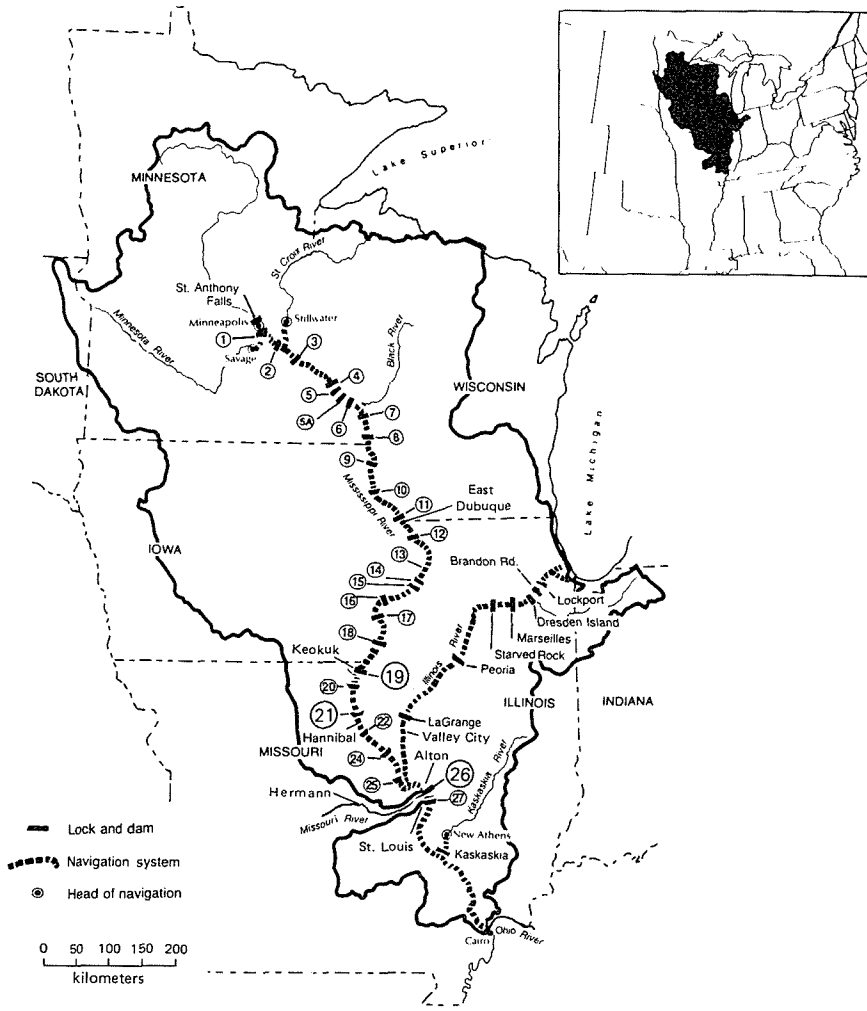 MINNESOTA
Lake Superior
St. Croix River
St. Anthony
Falls
Minneapolis
Stillwater
1
Savage
2
3
Minnesota River
Black River
SOUTH
DAKOTA
WISCONSIN
4
5
5A
6
7
8
9
10
Mississippi River
11
East
Dubuque
12
Lake Michigan
IOWA
13
14
15
16
17
18
Brandon Rd.
Lockport
Dresden Island
Marseilles
Starved Rock
Peoria
Illinois River
Keokuk
19
20
21
22
Hannibal
ILLINOIS
INDIANA
LaGrange
Valley City
MISSOURI
24
Alton
25
26
27
Hermann
Missouri River
Kaskaskia River
St. Louis
New Athens
Kaskaskia
Cairo
Ohio River
Lock and dam
Navigation system
Head of navigation
0 50 100 150 200
kilometers